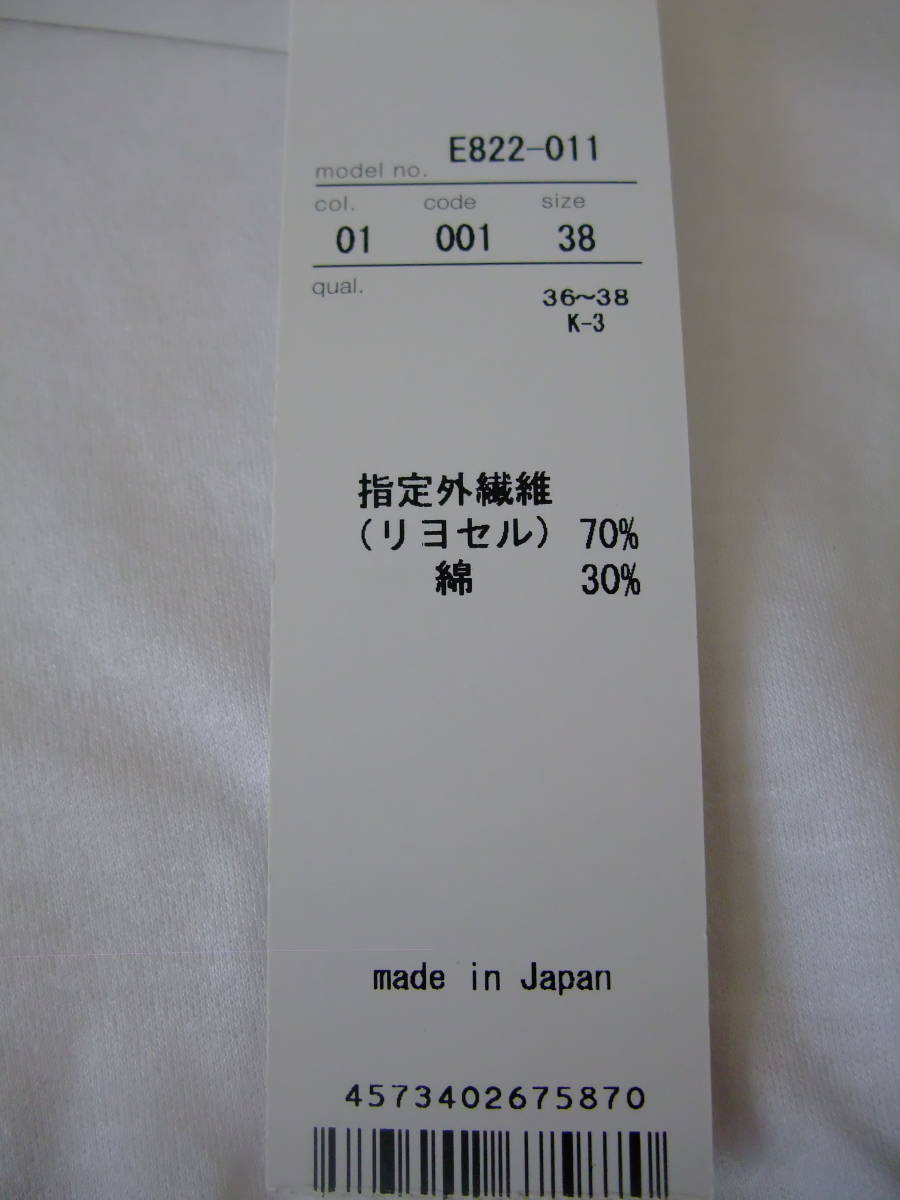 model no. E822-011
col. code size
01 001 38
qual.
36~38
K-3
指定外繊維
(リヨセル) 70%
綿 30%
made in Japan
4573402675870